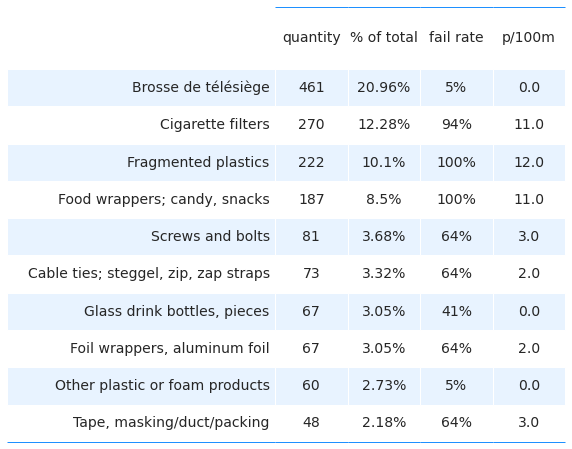 quantity % of total fail rate p/100m
Brosse de télésiège 461 20.96% 5% 0.0
Cigarette filters 270 12.28% 94% 11.0
Fragmented plastics 222 10.1% 100% 12.0
Food wrappers; candy, snacks 187 8.5% 100% 11.0
Screws and bolts 81 3.68% 64% 3.0
Cable ties; steggel, zip, zap straps 73 3.32% 64% 2.0
Glass drink bottles, pieces 67 3.05% 41% 0.0
Foil wrappers, aluminum foil 67 3.05% 64% 2.0
Other plastic or foam products 60 2.73% 5% 0.0
Tape, masking/duct/packing 48 2.18% 64% 3.0